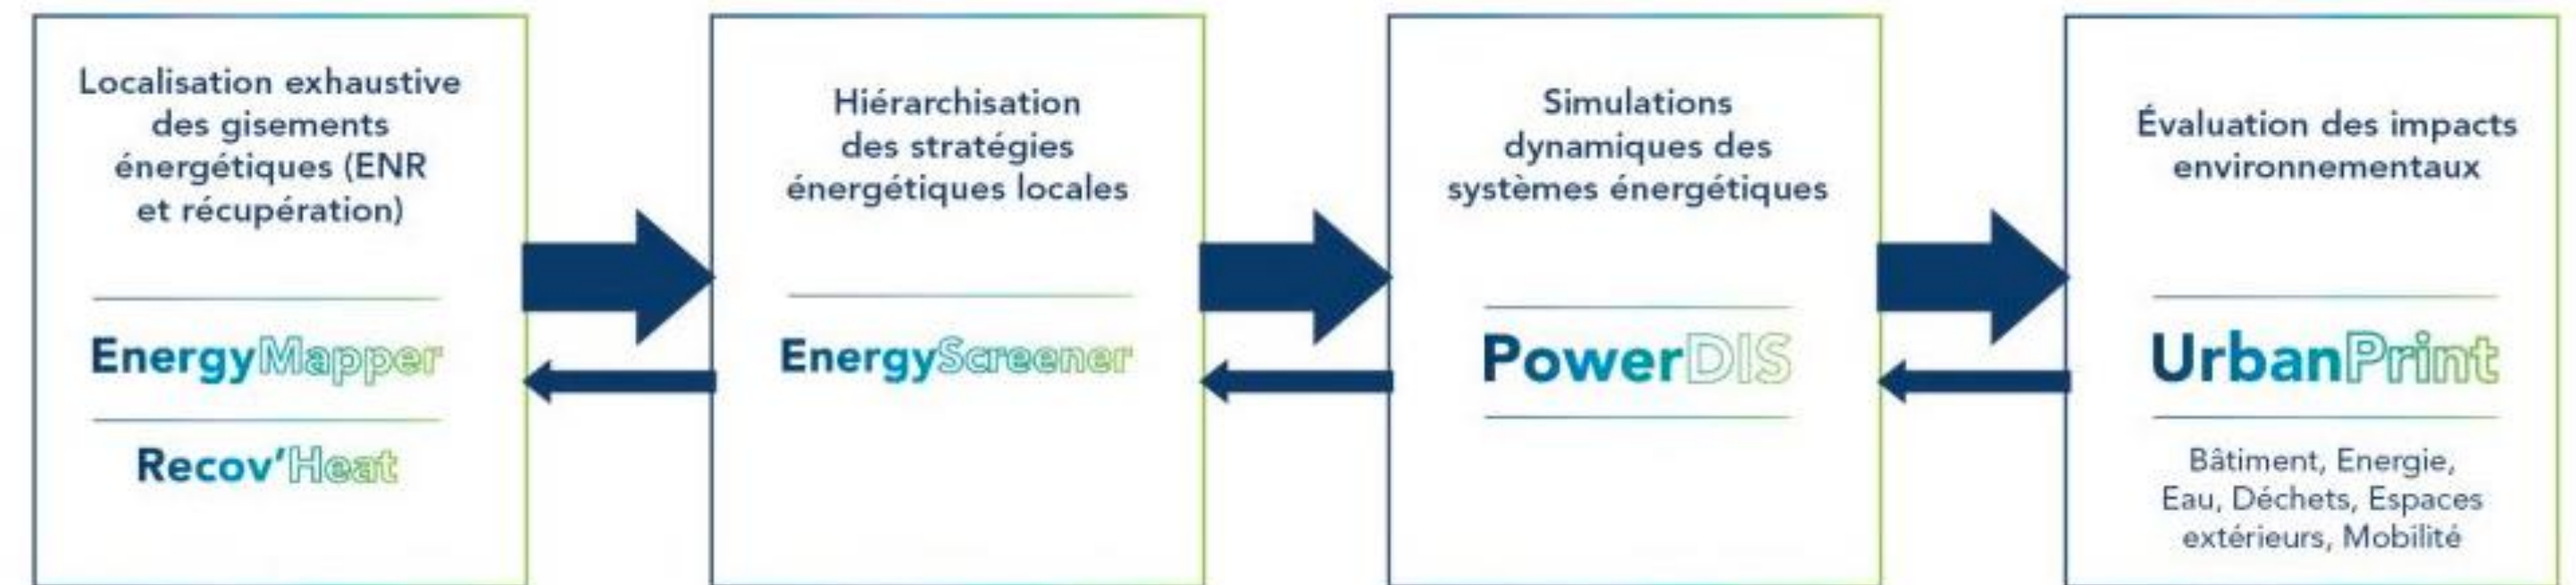 Localisation exhaustive
des gisements
énergétiques (ENR
et récupération)
EnergyMapper
Recov'Heat
Hiérarchisation
des stratégies
énergétiques locales
EnergyScreener
Simulations
dynamiques des
systèmes énergétiques
PowerDIS
Évaluation des impacts
environnementaux
UrbanPrint
Bâtiment, Energie,
Eau, Déchets, Espaces
extérieurs, Mobilité